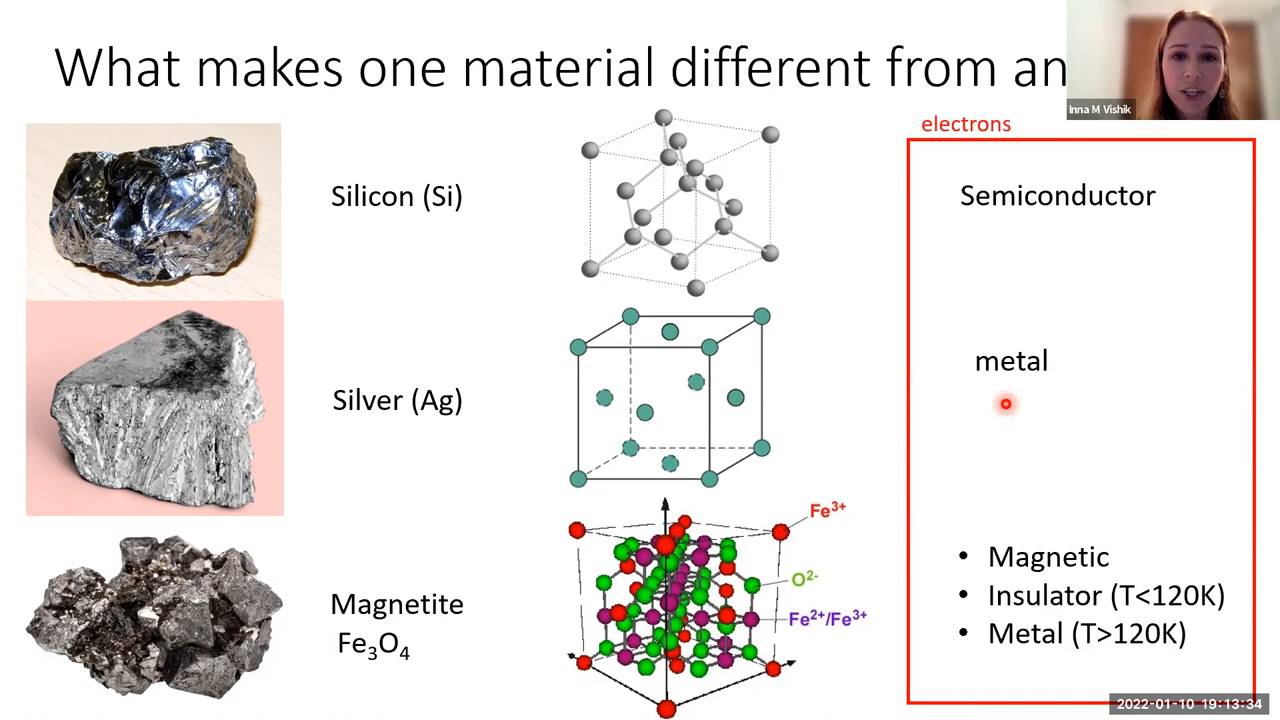 What makes one material different from an
Inna M Vishik
electrons
Silicon (Si)
Semiconductor
metal
Silver (Ag)
Fe³⁺
O²⁻
Fe²⁺/Fe³⁺
Magnetite
Fe₃O₄
• Magnetic
• Insulator (T<120K)
• Metal (T>120K)
2022-01-10 19:13:34